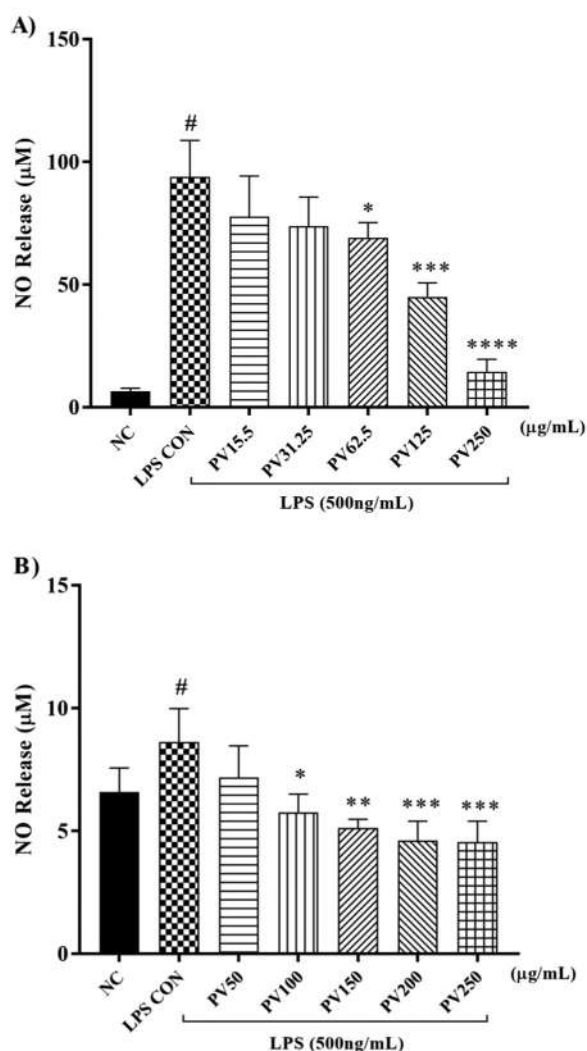 A)
NO Release (μM)
150
100
50
0
#
*
***
****
NC
LPS CON
PV15.5
PV31.25
PV62.5
PV125
PV250
(μg/mL)
LPS (500ng/mL)
B)
NO Release (μM)
15
10
5
0
#
*
**
***
***
NC
LPS CON
PV50
PV100
PV150
PV200
PV250
(μg/mL)
LPS (500ng/mL)